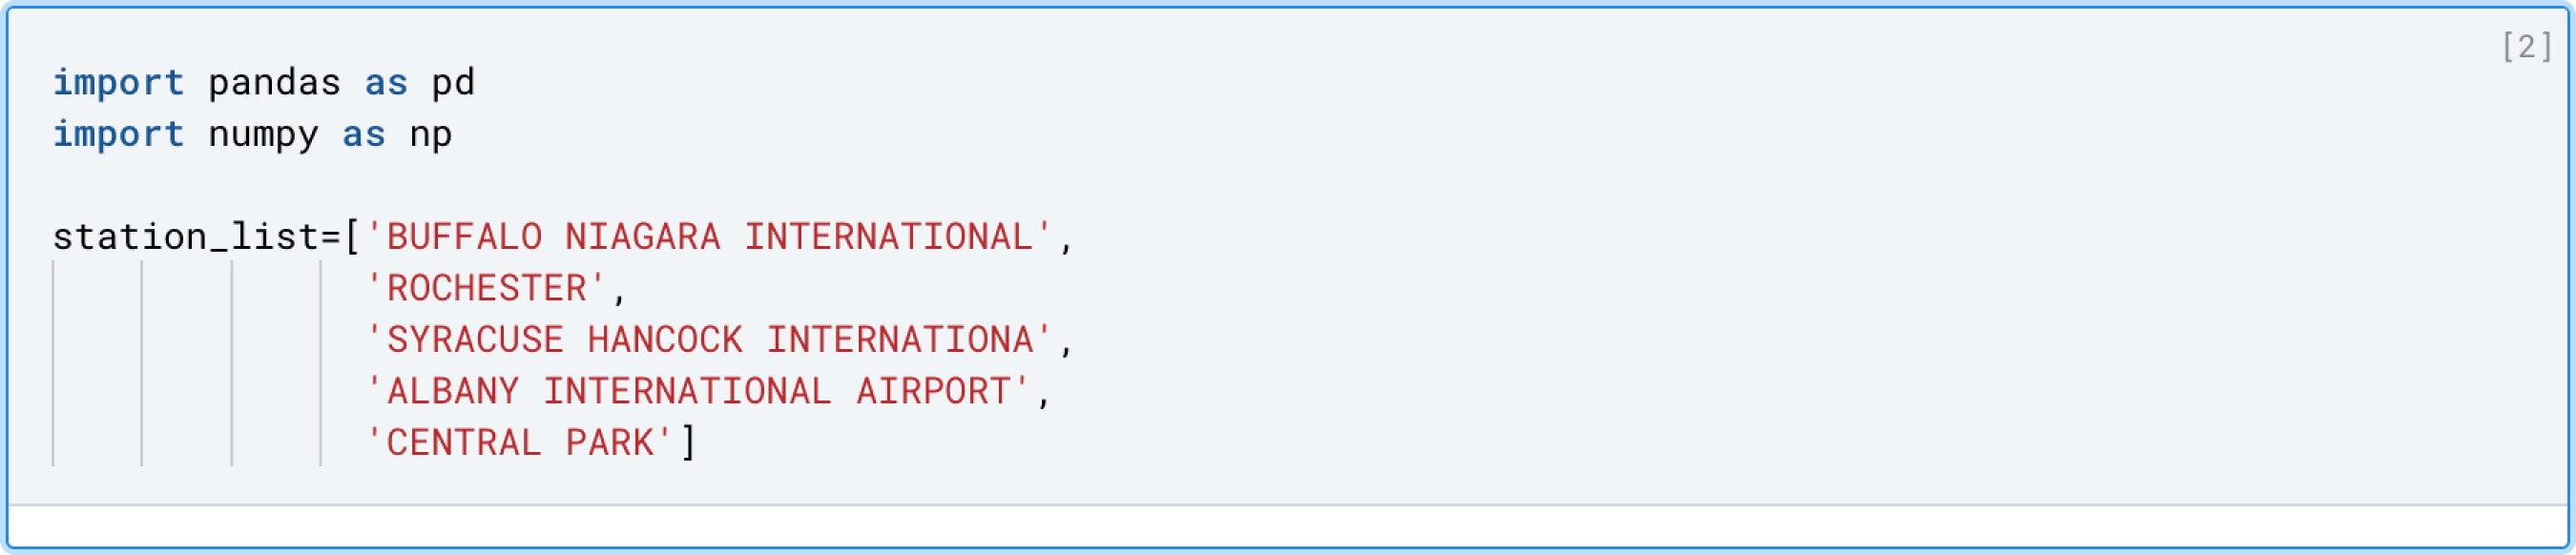 [2]
import pandas as pd
import numpy as np
station_list=['BUFFALO NIAGARA INTERNATIONAL',
'ROCHESTER',
'SYRACUSE HANCOCK INTERNATIONA',
'ALBANY INTERNATIONAL AIRPORT',
'CENTRAL PARK']